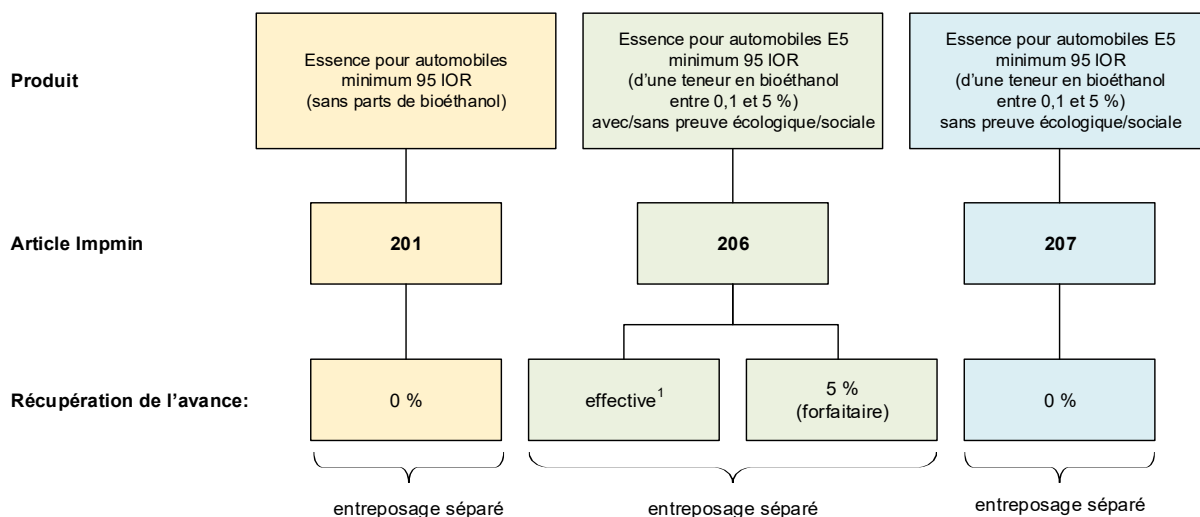 Produit
Essence pour automobiles
minimum 95 IOR
(sans parts de bioéthanol)
Essence pour automobiles E5
minimum 95 IOR
(d'une teneur en bioéthanol
entre 0,1 et 5 %)
avec/sans preuve écologique/sociale
Essence pour automobiles E5
minimum 95 IOR
(d'une teneur en bioéthanol
entre 0,1 et 5 %)
sans preuve écologique/sociale
Article Impmin
201
206
207
Récupération de l'avance:
0 %
effective¹
5 %
(forfaitaire)
0 %
entreposage séparé
entreposage séparé
entreposage séparé